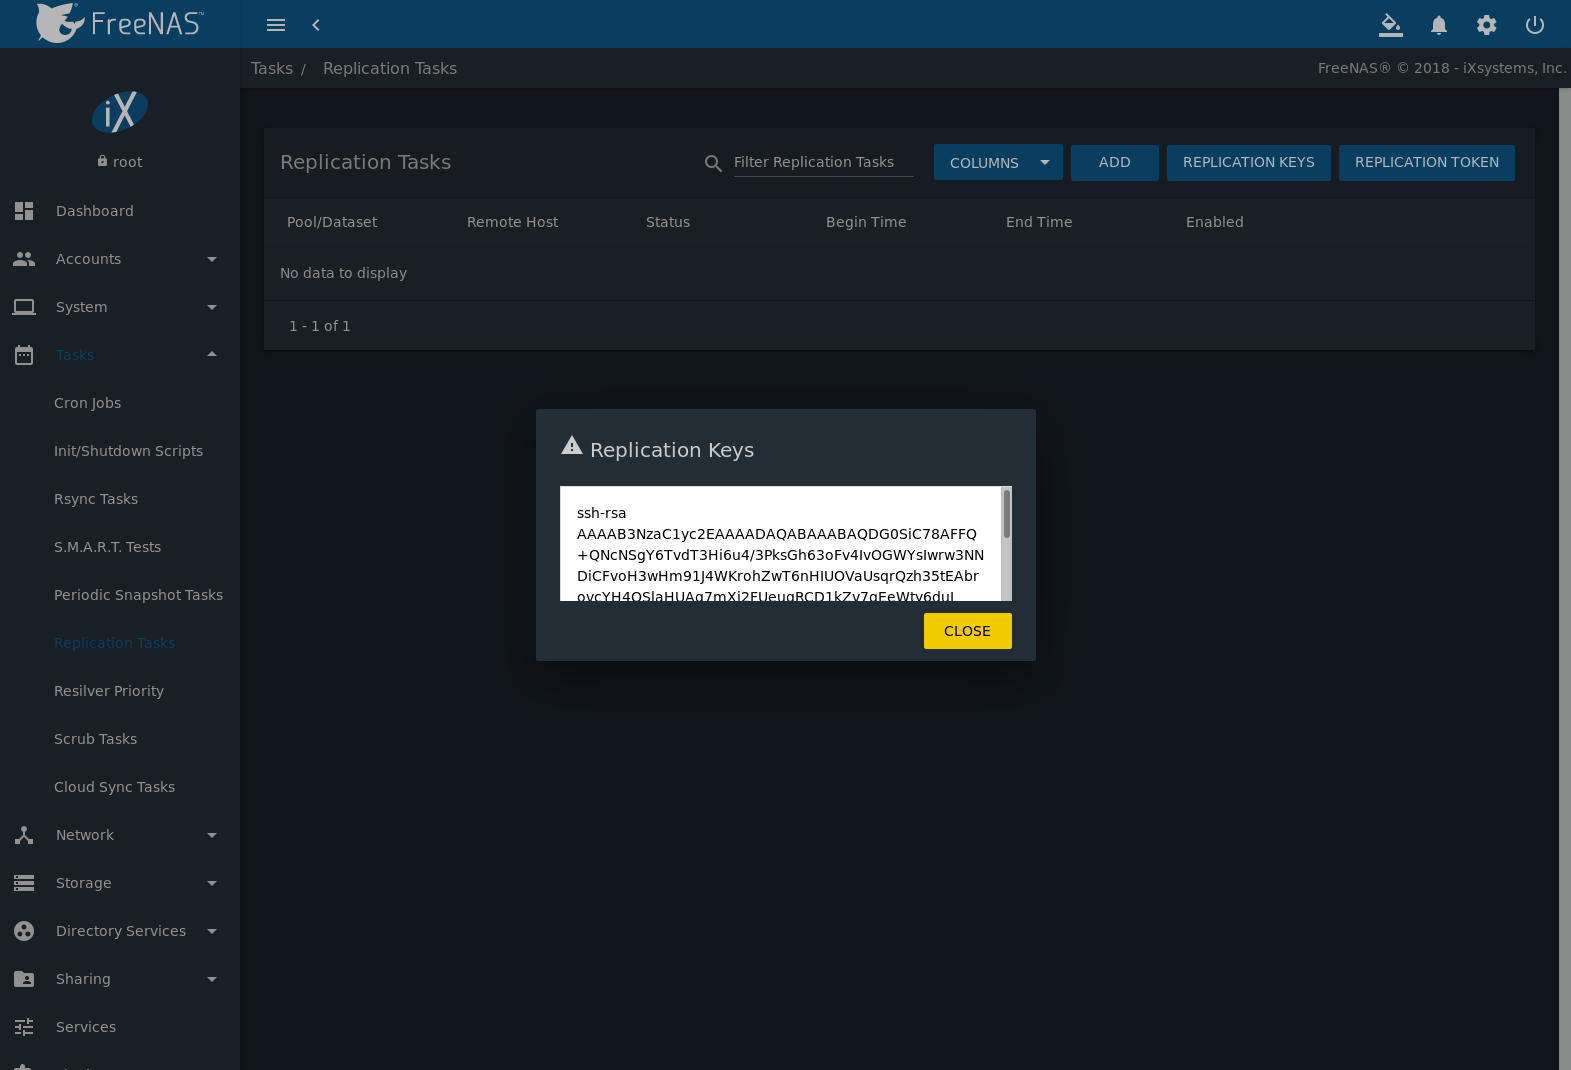 FreeNAS™
Tasks / Replication Tasks
FreeNAS® © 2018 - iXsystems, Inc.
iX
root
Dashboard
Accounts
System
Tasks
Cron Jobs
Init/Shutdown Scripts
Rsync Tasks
S.M.A.R.T. Tests
Periodic Snapshot Tasks
Replication Tasks
Resilver Priority
Scrub Tasks
Cloud Sync Tasks
Network
Storage
Directory Services
Sharing
Services
Replication Tasks
Filter Replication Tasks
COLUMNS
ADD
REPLICATION KEYS
REPLICATION TOKEN
Pool/Dataset Remote Host Status Begin Time End Time Enabled
No data to display
1 - 1 of 1
Replication Keys
ssh-rsa
AAAAB3NzaC1yc2EAAAADAQABAAABAQDG0SiC78AFFQ
+QNcNSgY6TvdT3Hi6u4/3PksGh63oFv4IvOGWYsIwrw3NN
DiCFvoH3wHm91J4WKrohZwT6nHIUOVaUsqrQzh35tEAbr
CLOSE